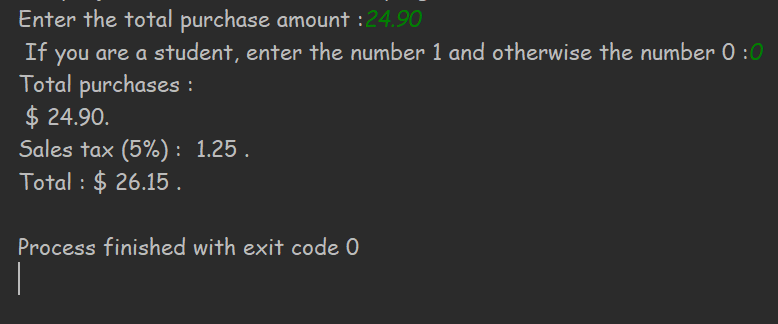 Enter the total purchase amount :24.90
If you are a student, enter the number 1 and otherwise the number 0 :0
Total purchases :
$ 24.90.
Sales tax (5%) :  1.25 .
Total : $ 26.15 .
Process finished with exit code 0